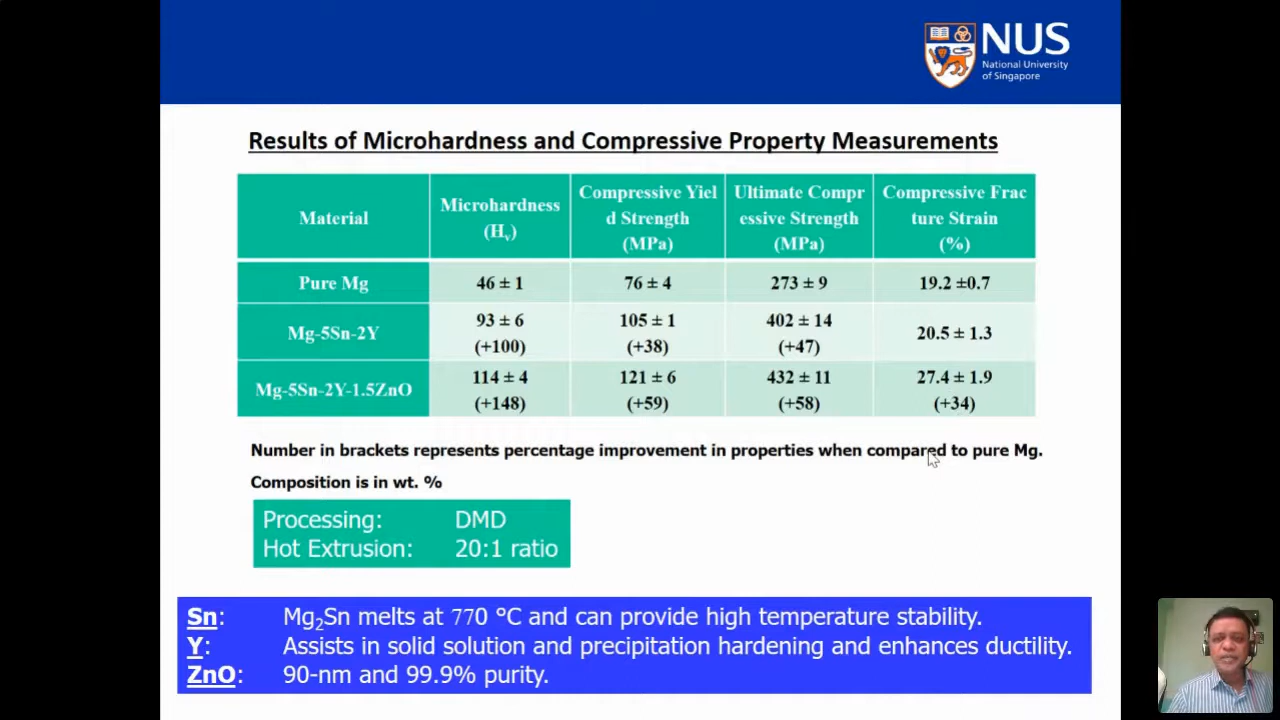 NUS
National University
of Singapore
Results of Microhardness and Compressive Property Measurements
Material
Microhardness
(Hv)
Compressive Yiel
d Strength
(MPa)
Ultimate Compr
essive Strength
(MPa)
Compressive Frac
ture Strain
(%)
Pure Mg
46 ± 1
76 ± 4
273 ± 9
19.2 ±0.7
Mg-5Sn-2Y
93 ± 6
(+100)
105 ± 1
(+38)
402 ± 14
(+47)
20.5 ± 1.3
Mg-5Sn-2Y-1.5ZnO
114 ± 4
(+148)
121 ± 6
(+59)
432 ± 11
(+58)
27.4 ± 1.9
(+34)
Number in brackets represents percentage improvement in properties when compared to pure Mg.
Composition is in wt. %
Processing: DMD
Hot Extrusion: 20:1 ratio
Sn: Mg2Sn melts at 770 °C and can provide high temperature stability.
Y: Assists in solid solution and precipitation hardening and enhances ductility.
ZnO: 90-nm and 99.9% purity.